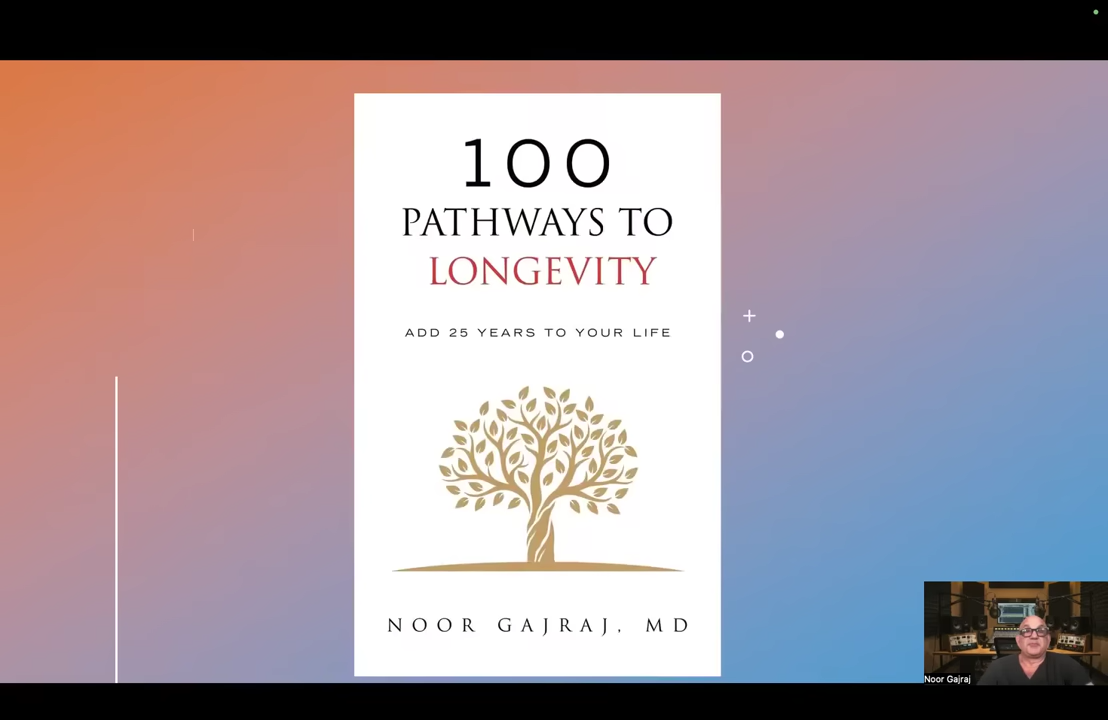 100
PATHWAYS TO
LONGEVITY
ADD 25 YEARS TO YOUR LIFE
NOOR GAJRAJ, MD
Noor Gajraj